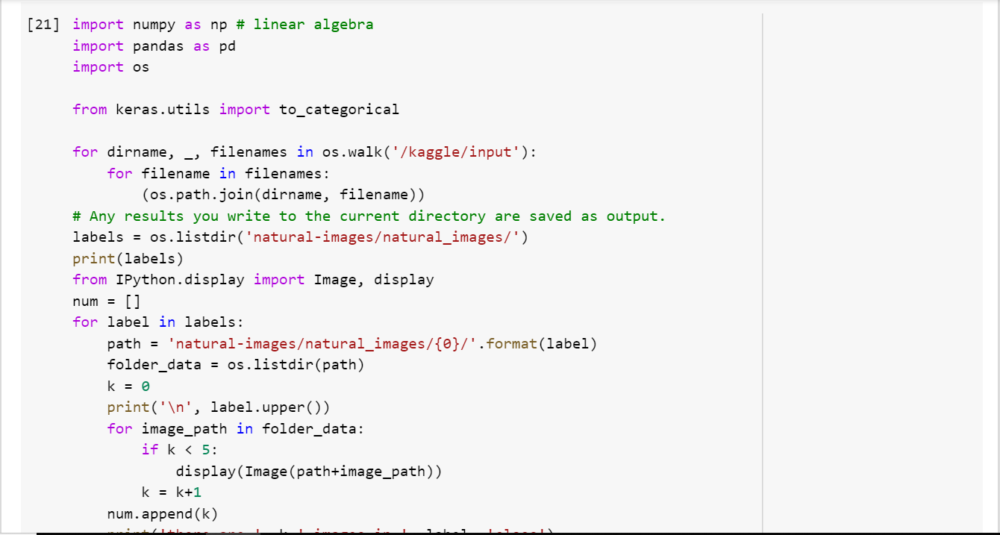 [21] import numpy as np # linear algebra
import pandas as pd
import os
from keras.utils import to_categorical
for dirname, _, filenames in os.walk('/kaggle/input'):
    for filename in filenames:
        (os.path.join(dirname, filename))
# Any results you write to the current directory are saved as output.
labels = os.listdir('natural-images/natural_images/')
print(labels)
from IPython.display import Image, display
num = []
for label in labels:
    path = 'natural-images/natural_images/{0}/'.format(label)
    folder_data = os.listdir(path)
    k = 0
    print('\n', label.upper())
    for image_path in folder_data:
        if k < 5:
            display(Image(path+image_path))
        k = k+1
    num.append(k)